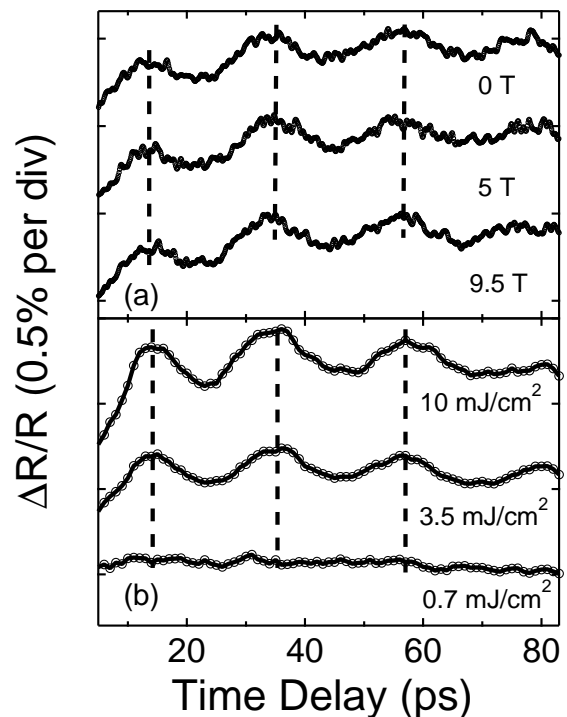 ΔR/R (0.5% per div)
0 T
5 T
9.5 T
(a)
10 mJ/cm²
3.5 mJ/cm²
0.7 mJ/cm²
(b)
20 40 60 80
Time Delay (ps)